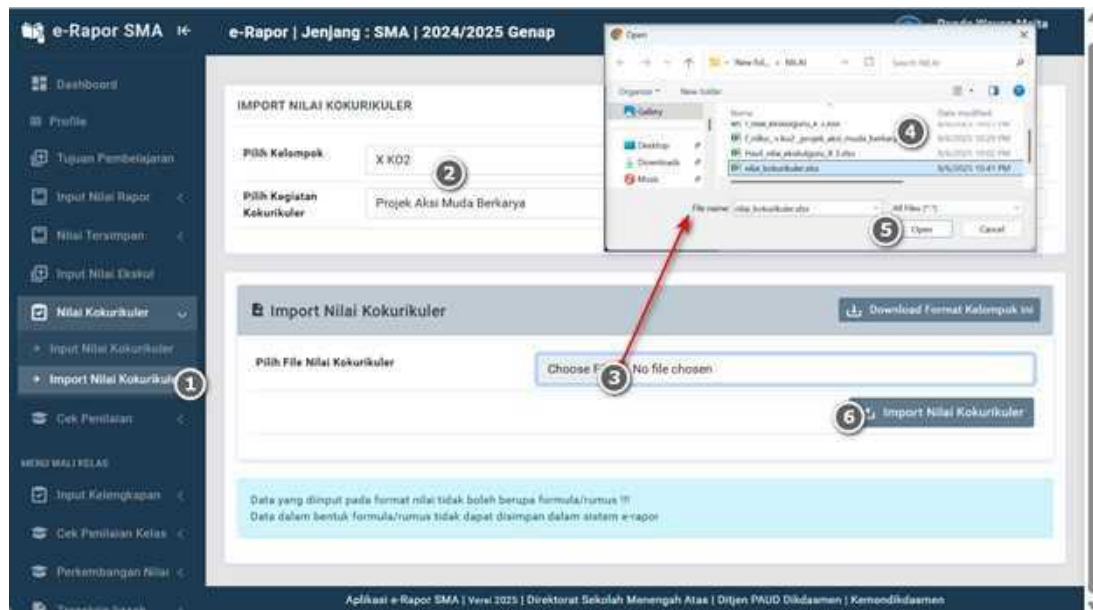 e-Rapor SMA
e-Rapor | Jenjang : SMA | 2024/2025 Genap
Open
Organize
New folder
Gallery
Desktop
Downloads
Music
Name
Date modified
nilai_kokurikuler.xlsx
File name: nilai_kokurikuler.xlsx
All Files (*.*)
Open
Cancel
4
5
Dashboard
Profile
Tujuan Pembelajaran
Input Nilai Rapor
Nilai Tersimpan
Input Nilai Ekskul
Nilai Kokurikuler
Input Nilai Kokurikuler
Import Nilai Kokurikuler
1
Cek Penilaian
MENU WALI KELAS
Input Kelengkapan
Cek Penilaian Kelas
Perkembangan Nilai
IMPORT NILAI KOKURIKULER
Pilih Kelompok
X KO2
2
Pilih Kegiatan
Kokurikuler
Projek Aksi Muda Berkarya
Import Nilai Kokurikuler
Download Format Kelompok ini
Pilih File Nilai Kokurikuler
Choose File No file chosen
3
6
Import Nilai Kokurikuler
Data yang diinput pada format nilai tidak boleh berupa formula/rumus !!!
Data dalam bentuk formula/rumus tidak dapat disimpan dalam sistem e-rapor
Aplikasi e-Rapor SMA | Versi 2025 | Direktorat Sekolah Menengah Atas | Ditjen PAUD Dikdasmen | Kemendikdasmen